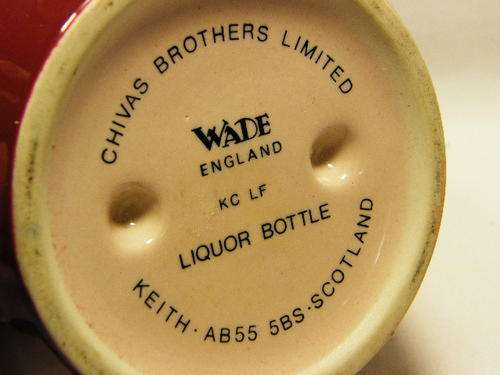 CHIVAS BROTHERS LIMITED
WADE
ENGLAND
KC LF
LIQUOR BOTTLE
KEITH · AB55 5BS · SCOTLAND